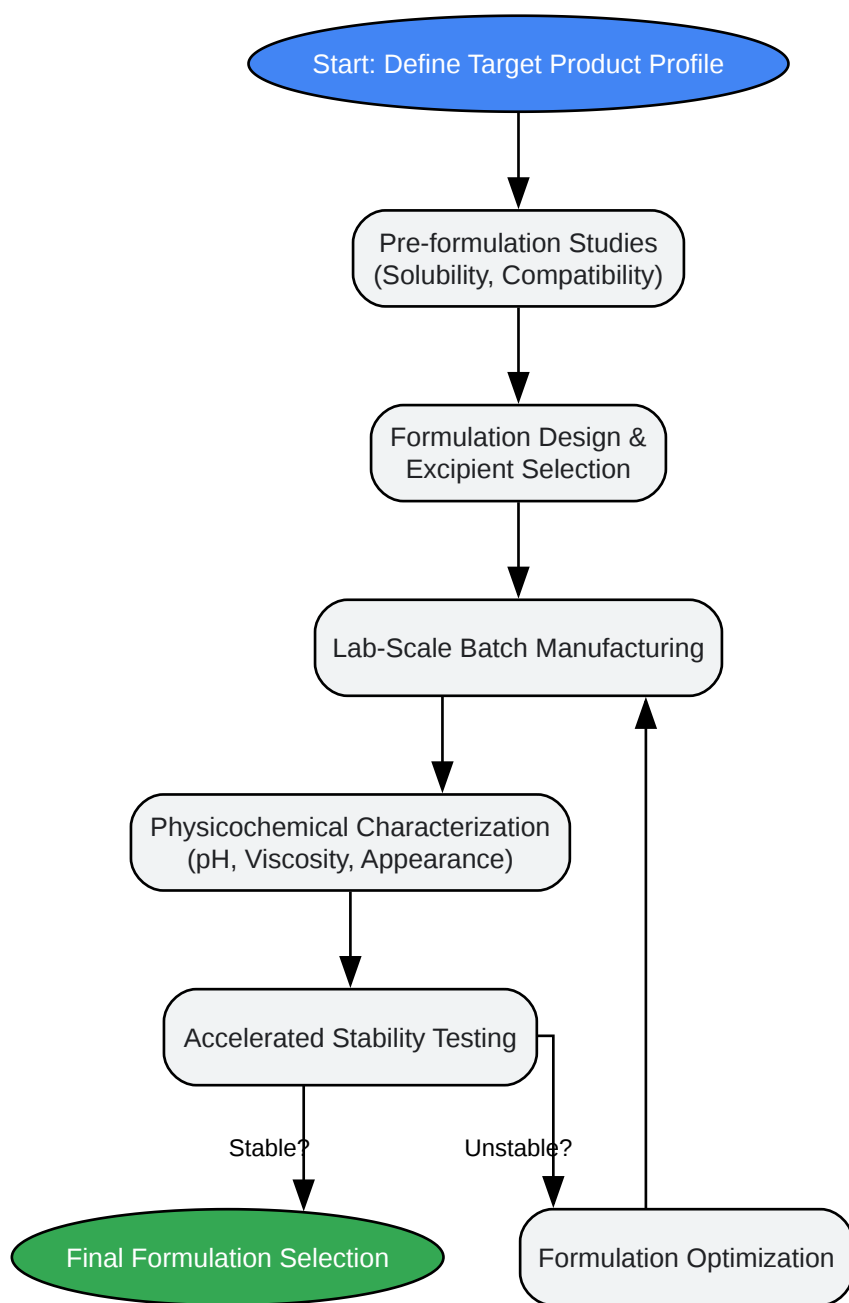 Start: Define Target Product Profile
Pre-formulation Studies
(Solubility, Compatibility)
Formulation Design &
Excipient Selection
Lab-Scale Batch Manufacturing
Physicochemical Characterization
(pH, Viscosity, Appearance)
Accelerated Stability Testing
Stable?
Unstable?
Final Formulation Selection
Formulation Optimization